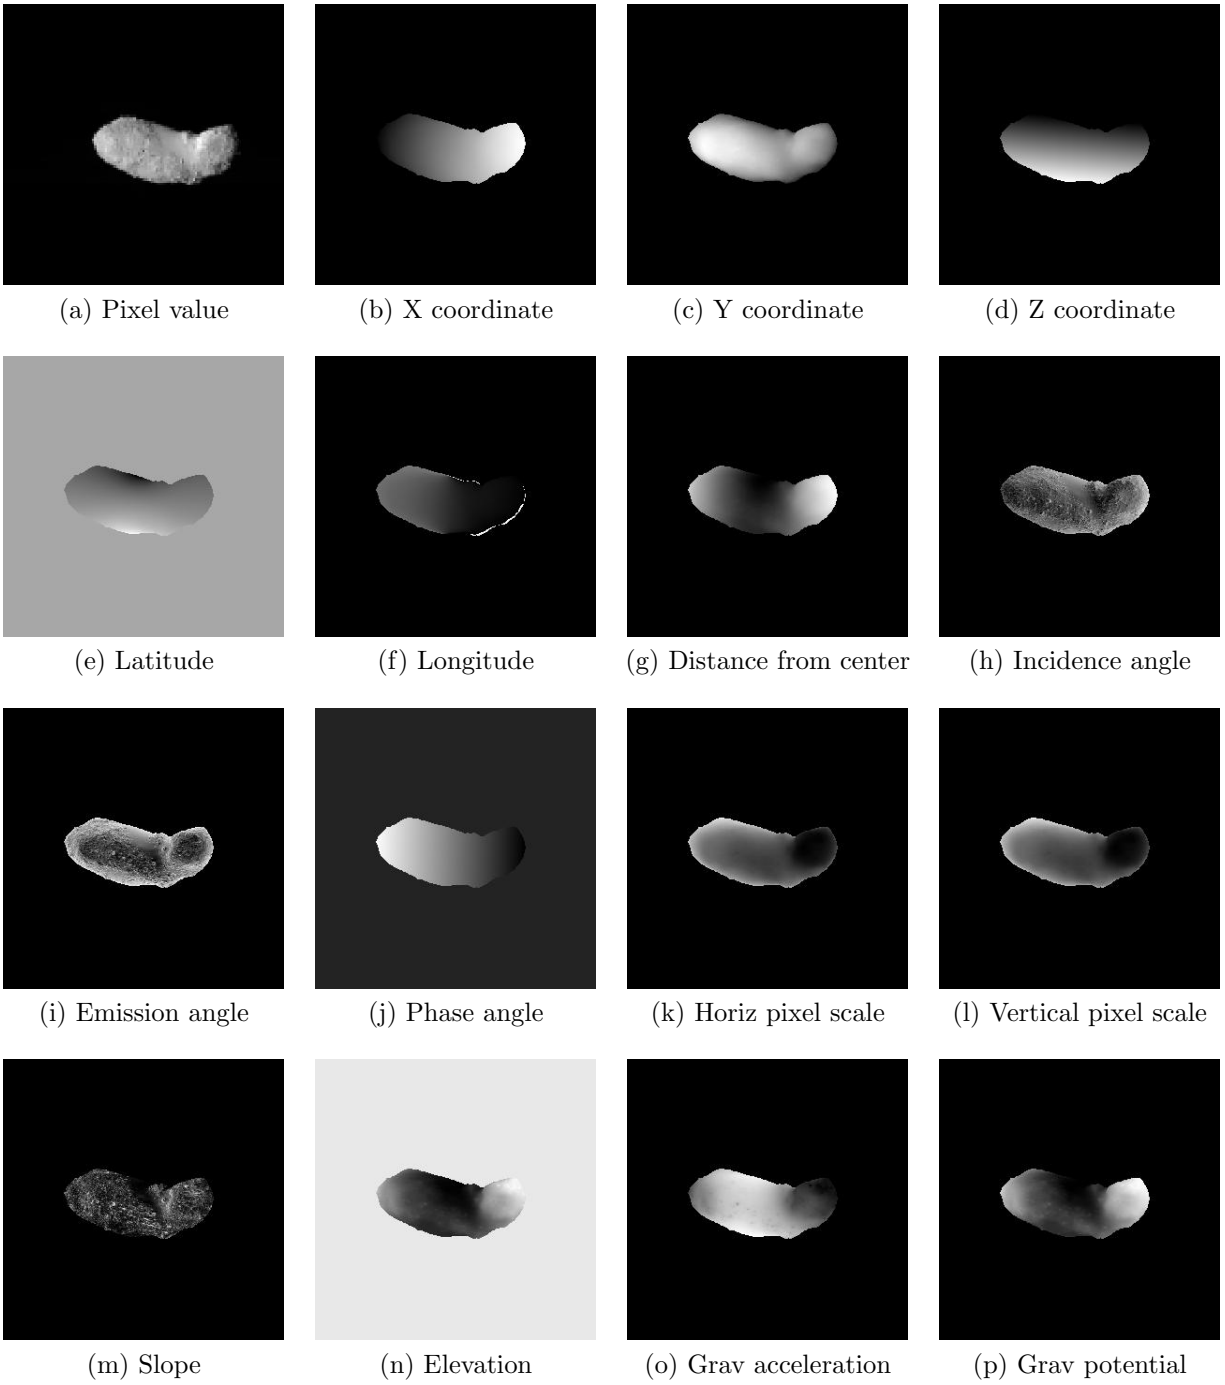 (a) Pixel value
(b) X coordinate
(c) Y coordinate
(d) Z coordinate
(e) Latitude
(f) Longitude
(g) Distance from center
(h) Incidence angle
(i) Emission angle
(j) Phase angle
(k) Horiz pixel scale
(l) Vertical pixel scale
(m) Slope
(n) Elevation
(o) Grav acceleration
(p) Grav potential